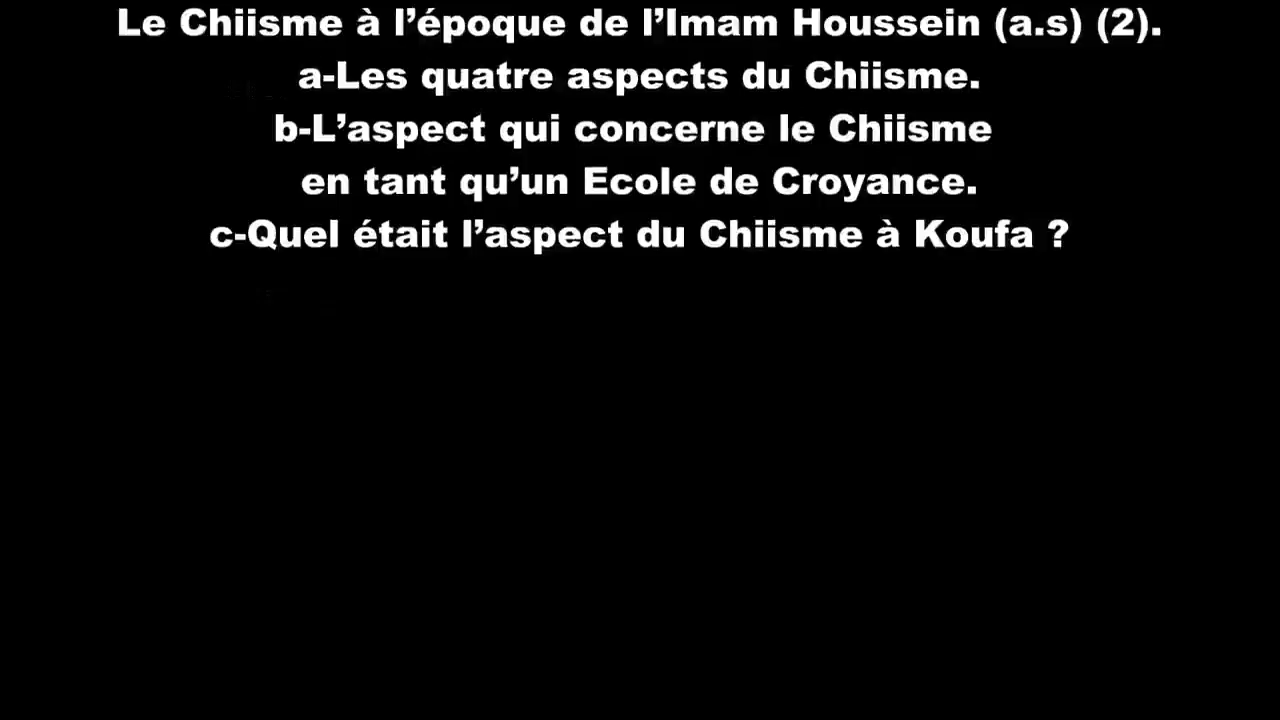 Le Chiisme à l’époque de l’Imam Houssein (a.s) (2).
a-Les quatre aspects du Chiisme.
b-L’aspect qui concerne le Chiisme
en tant qu’un Ecole de Croyance.
c-Quel était l’aspect du Chiisme à Koufa ?